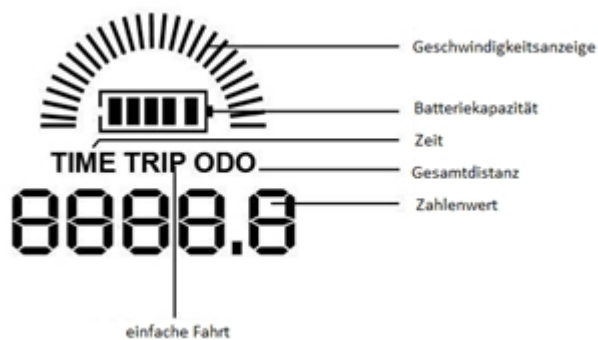 Geschwindigkeitsanzeige
Batteriekapazität
Zeit
TIME TRIP ODO
Gesamtdistanz
8888.8
Zahlenwert
einfache Fahrt